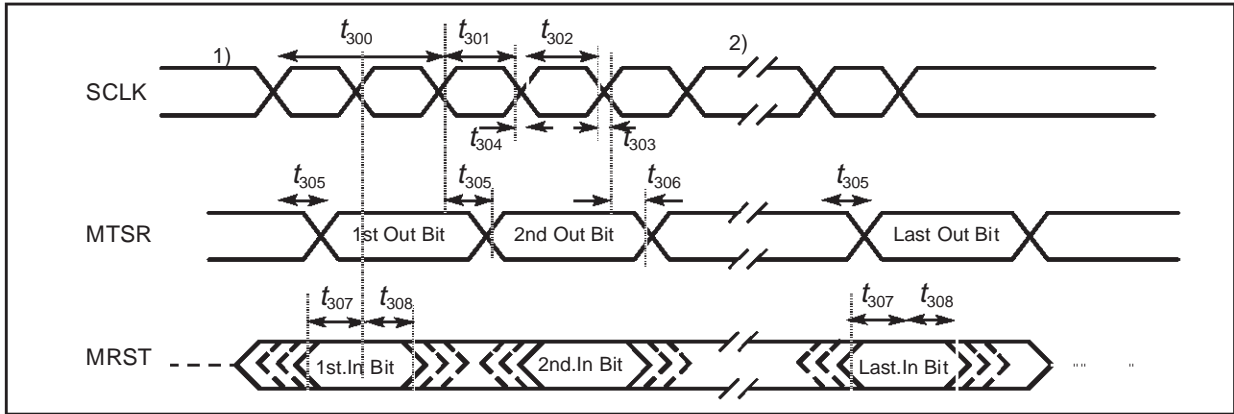 t300 t301 t302
1) 2)
SCLK
t304 t303
t305 t305 t306 t305
MTSR 1st Out Bit 2nd Out Bit Last Out Bit
t307 t308 t307 t308
MRST 1st.In Bit 2nd.In Bit Last.In Bit